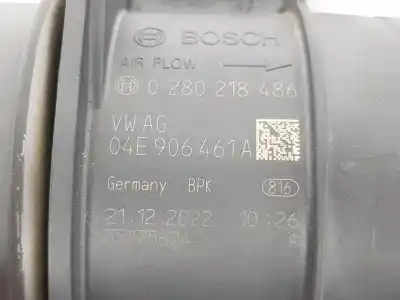 BOSCH
AIR FLOW
0 280 218 486
VW AG
04E 906 461 A
Germany BPK 816
21.12.2022 10:26